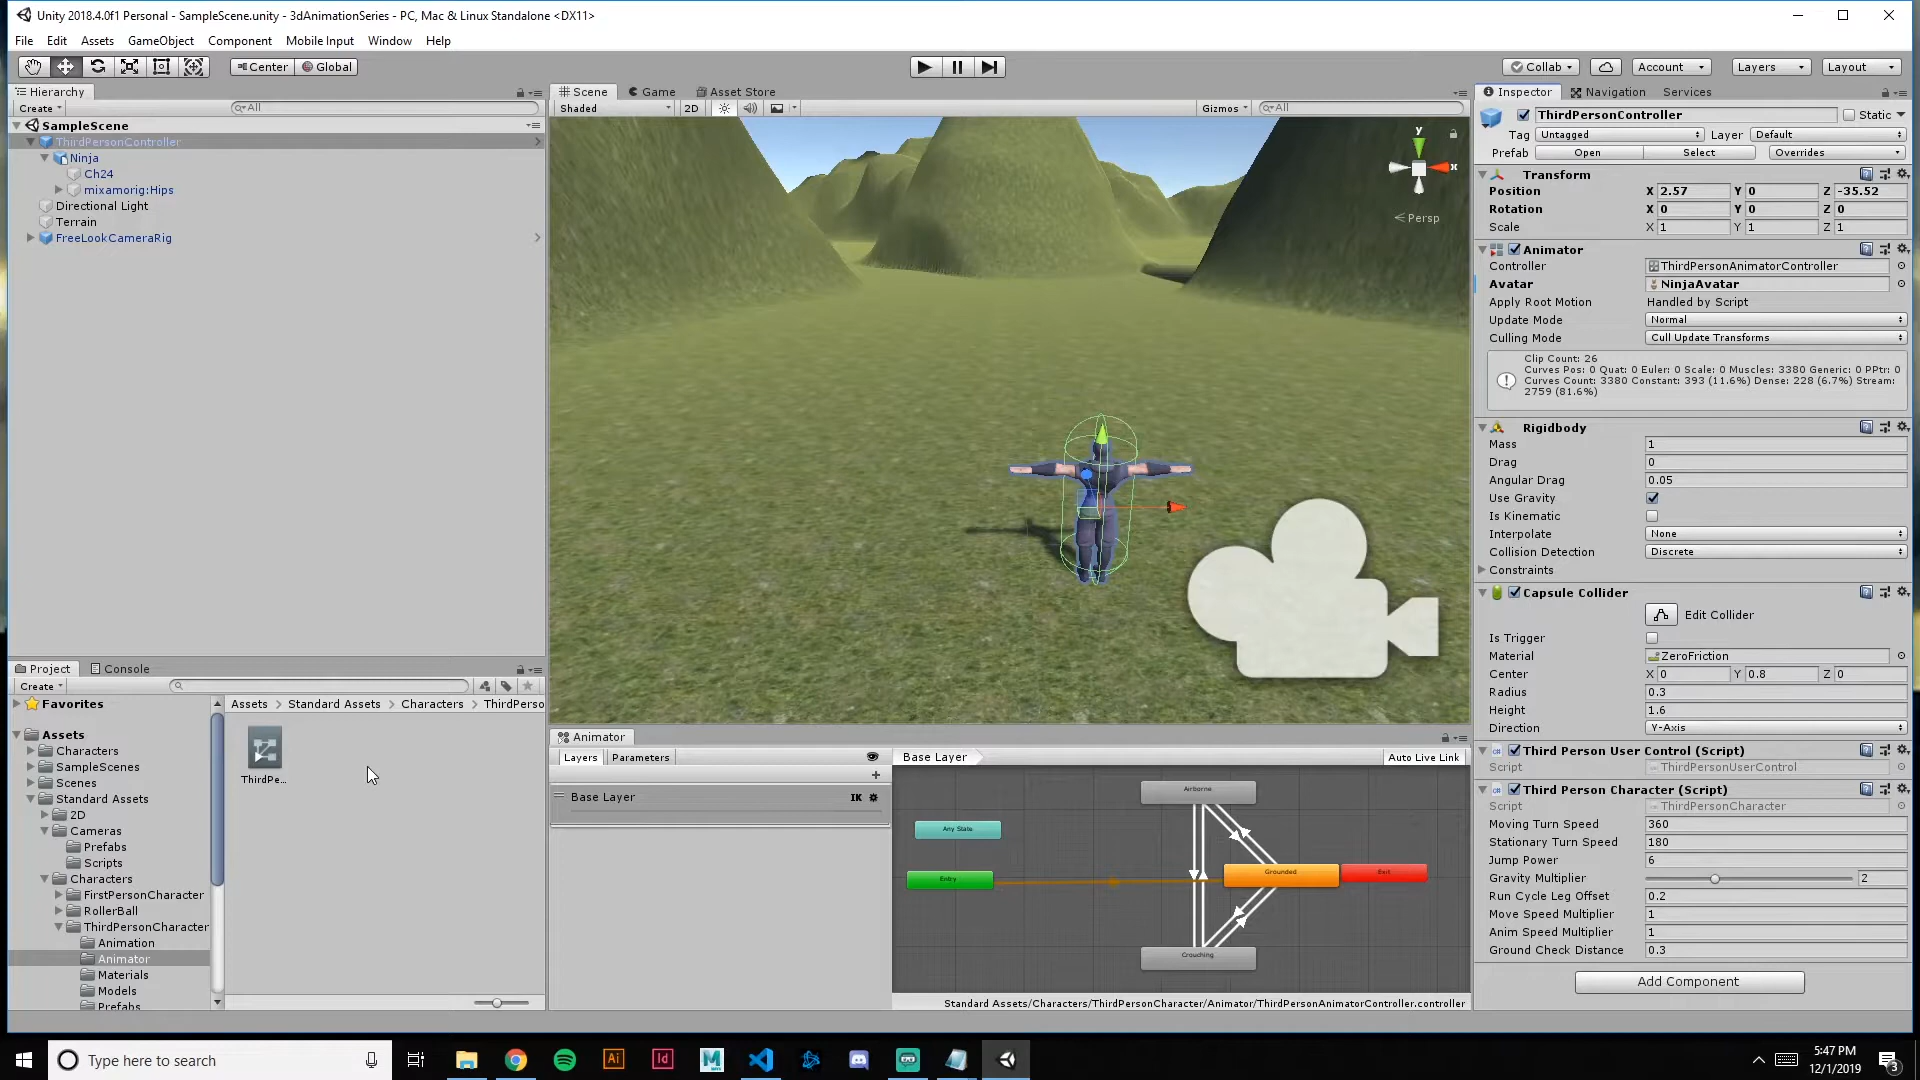 Unity 2018.4.0f1 Personal - SampleScene.unity - 3dAnimationSeries - PC, Mac & Linux Standalone <DX11>
File Edit Assets GameObject Component Mobile Input Window Help
Center Global
Collab Account Layers Layout
Hierarchy
Create All
SampleScene
ThirdPersonController
Ninja
Ch24
mixamorig:Hips
Directional Light
Terrain
FreeLookCameraRig
Scene Game Asset Store
Shaded 2D Gizmos All
y
x
Persp
Inspector Navigation Services
ThirdPersonController Static
Tag Untagged Layer Default
Prefab Open Select Overrides
Transform
Position X 2.57 Y 0 Z -35.52
Rotation X 0 Y 0 Z 0
Scale X 1 Y 1 Z 1
Animator
Controller ThirdPersonAnimatorController
Avatar NinjaAvatar
Apply Root Motion Handled by Script
Update Mode Normal
Culling Mode Cull Update Transforms
Clip Count: 26
Curves Pos: 0 Quat: 0 Euler: 0 Scale: 0 Muscles: 3380 Generic: 0 PPtr: 0
Curves Count: 3380 Constant: 393 (11.6%) Dense: 228 (6.7%) Stream:
2759 (81.6%)
Rigidbody
Mass 1
Drag 0
Angular Drag 0.05
Use Gravity
Is Kinematic
Interpolate None
Collision Detection Discrete
Constraints
Capsule Collider
Edit Collider
Is Trigger
Material ZeroFriction
Center X 0 Y 0.8 Z 0
Radius 0.3
Height 1.6
Direction Y-Axis
Third Person User Control (Script)
Script ThirdPersonUserControl
Third Person Character (Script)
Script ThirdPersonCharacter
Moving Turn Speed 360
Stationary Turn Speed 180
Jump Power 6
Gravity Multiplier 2
Run Cycle Leg Offset 0.2
Move Speed Multiplier 1
Anim Speed Multiplier 1
Ground Check Distance 0.3
Add Component
Project Console
Create
Favorites
Assets
Characters
SampleScenes
Scenes
Standard Assets
2D
Cameras
Prefabs
Scripts
Characters
FirstPersonCharacter
RollerBall
ThirdPersonCharacter
Animation
Animator
Materials
Models
Prefabs
Assets Standard Assets Characters ThirdPerso
ThirdPe...
Animator
Layers Parameters
Base Layer IK
Base Layer Auto Live Link
Airborne
Any State
Entry
Grounded
Exit
Crouching
Standard Assets/Characters/ThirdPersonCharacter/Animator/ThirdPersonAnimatorController.controller
Type here to search
Ai
Id
M
5:47 PM
12/1/2019
3